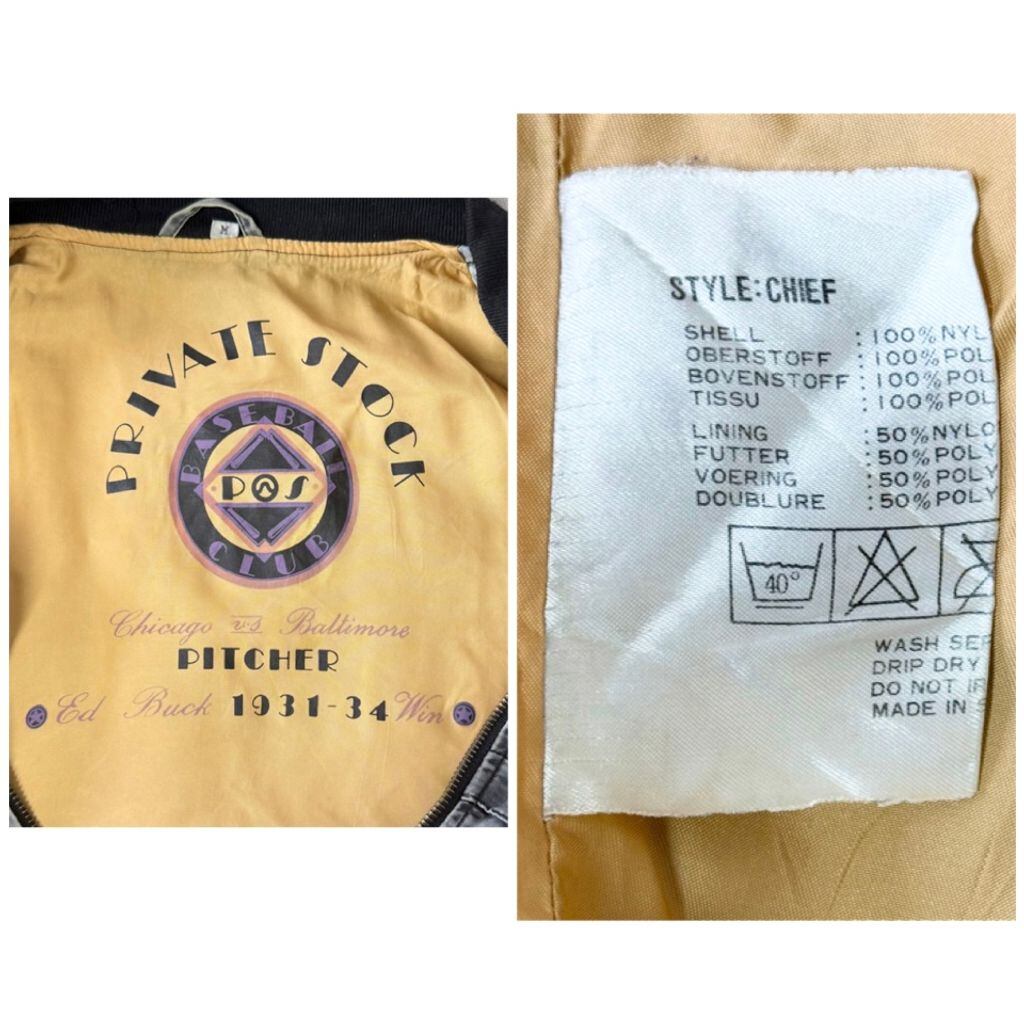 M
PRIVATE STOCK
BASEBALL
P S
CLUB
Chicago vs Baltimore
PITCHER
Ed Buck 1931-34 Win
STYLE:CHIEF
SHELL : 100% NYL
OBERSTOFF : 100% POL
BOVENSTOFF : 100% POL
TISSU : 100% POL
LINING : 50% NYLO
FUTTER : 50% POLY
VOERING : 50% POLY
DOUBLURE : 50% POLY
40°
WASH SEP
DRIP DRY
DO NOT IR
MADE IN